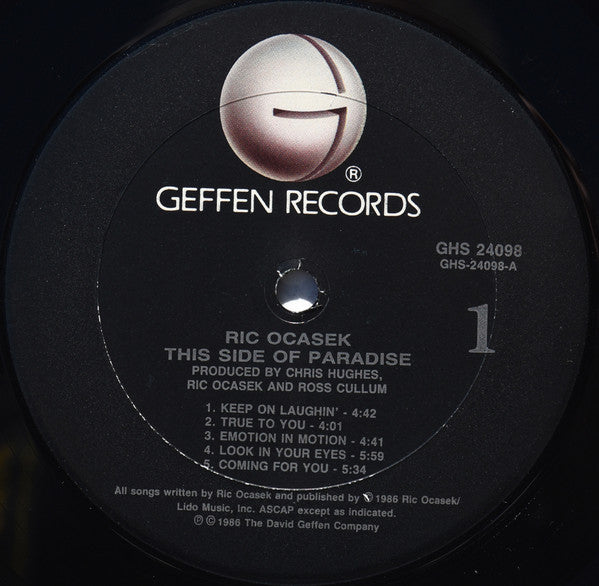 ®
GEFFEN RECORDS
GHS 24098
GHS-24098-A
1
RIC OCASEK
THIS SIDE OF PARADISE
PRODUCED BY CHRIS HUGHES,
RIC OCASEK AND ROSS CULLUM
1. KEEP ON LAUGHIN' - 4:42
2. TRUE TO YOU - 4:01
3. EMOTION IN MOTION - 4:41
4. LOOK IN YOUR EYES - 5:59
5. COMING FOR YOU - 5:34
All songs written by Ric Ocasek and published by ℗ 1986 Ric Ocasek/
Lido Music, Inc. ASCAP except as indicated.
℗ © 1986 The David Geffen Company